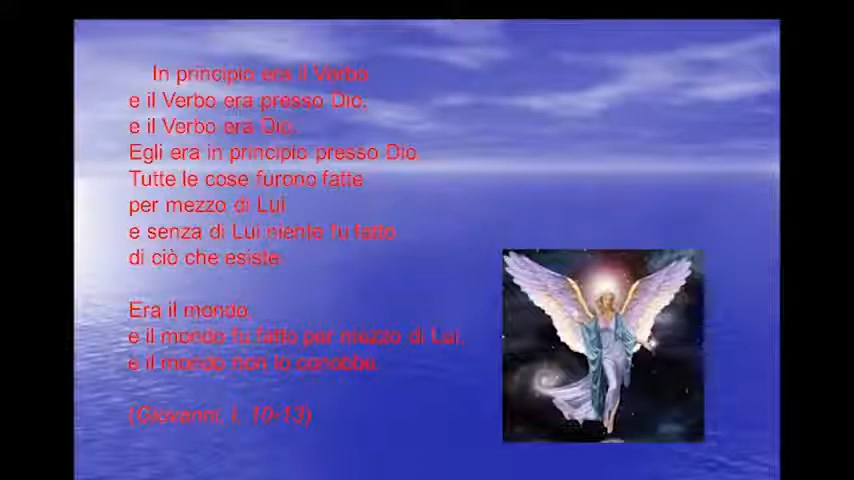 In principio era il Verbo
e il Verbo era presso Dio,
e il Verbo era Dio.
Egli era in principio presso Dio.
Tutte le cose furono fatte
per mezzo di Lui
e senza di Lui niente fu fatto
di ciò che esiste.
Era il mondo,
e il mondo fu fatto per mezzo di Lui,
e il mondo non lo conobbe.
(Giovanni, I, 10-13)